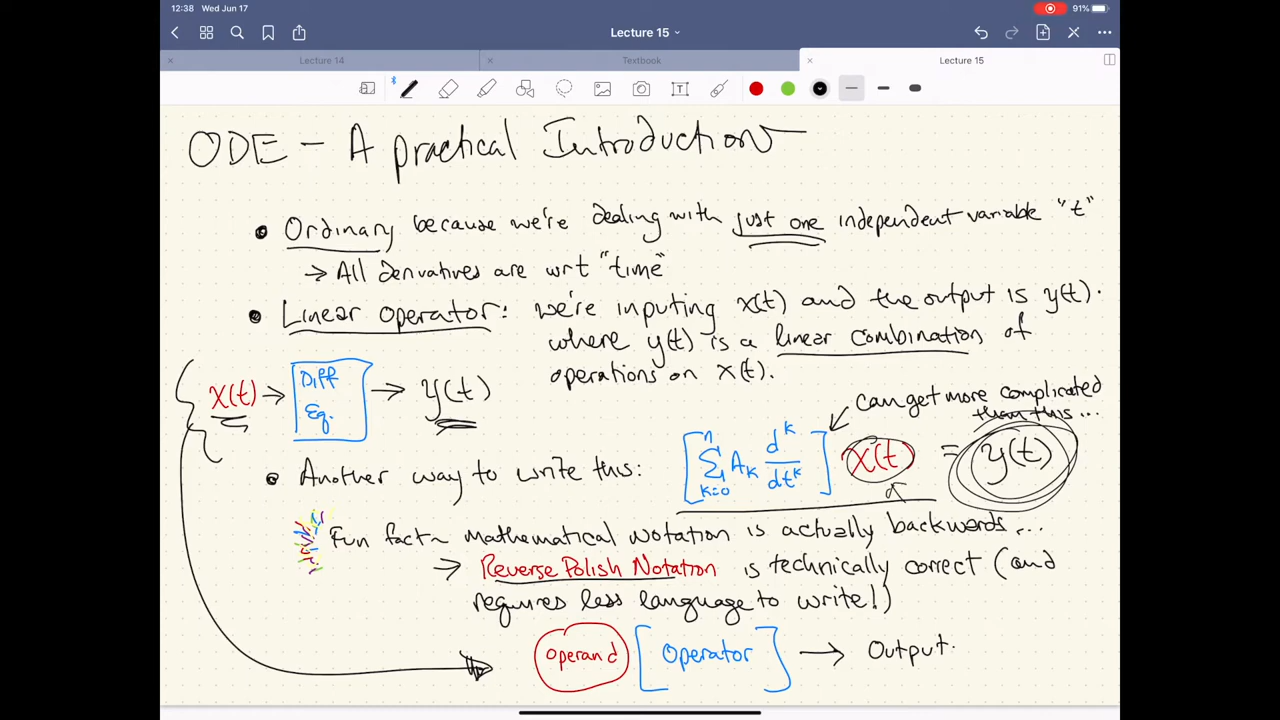 12:38 Wed Jun 17
91%
Lecture 15
Lecture 14
Textbook
Lecture 15
ODE - A practical Introduction
• Ordinary because we're dealing with just one independent variable "t"
→ All derivatives are wrt "time"
• Linear operator: we're inputing x(t) and the output is y(t).
where y(t) is a linear combination of
operations on x(t).
x(t) → Diff Eq. → y(t)
can get more complicated
than this...
• Another way to write this: [ n Σ k=0 A_k d^k/dt^k ] x(t) = y(t)
Fun fact~ mathematical notation is actually backwards...
→ Reverse Polish Notation is technically correct (and
requires less language to write!)
operand [Operator] → Output.